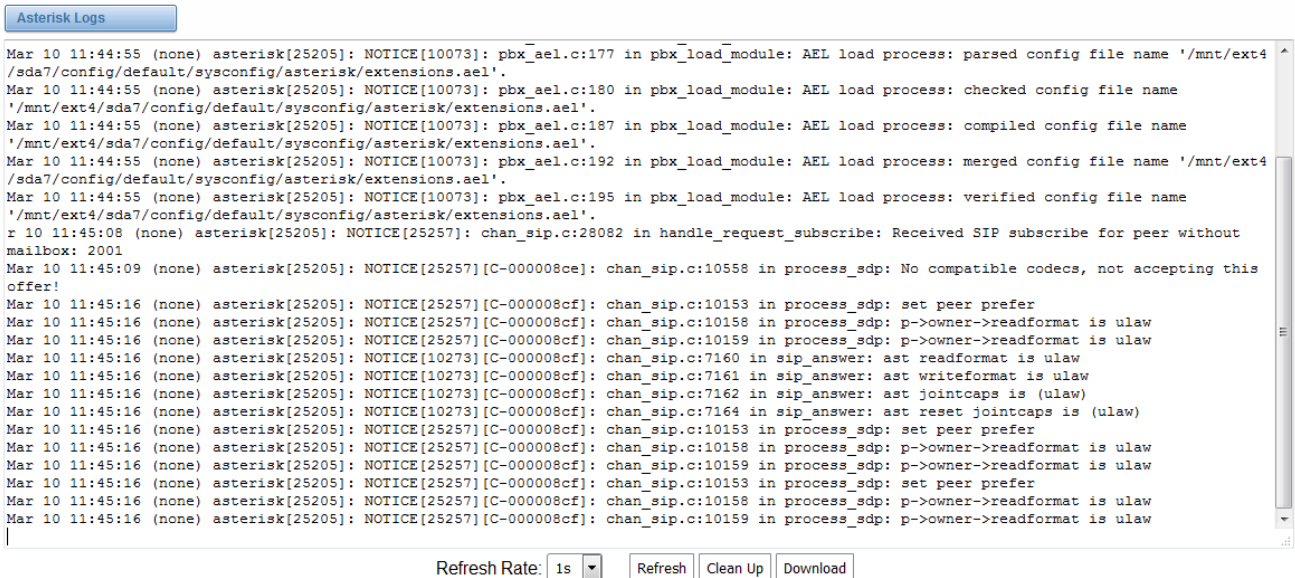 Asterisk Logs
Mar 10 11:44:55 (none) asterisk[25205]: NOTICE[10073]: pbx_ael.c:177 in pbx_load_module: AEL load process: parsed config file name '/mnt/ext4
/sda7/config/default/sysconfig/asterisk/extensions.ael'.
Mar 10 11:44:55 (none) asterisk[25205]: NOTICE[10073]: pbx_ael.c:180 in pbx_load_module: AEL load process: checked config file name
'/mnt/ext4/sda7/config/default/sysconfig/asterisk/extensions.ael'.
Mar 10 11:44:55 (none) asterisk[25205]: NOTICE[10073]: pbx_ael.c:187 in pbx_load_module: AEL load process: compiled config file name
'/mnt/ext4/sda7/config/default/sysconfig/asterisk/extensions.ael'.
Mar 10 11:44:55 (none) asterisk[25205]: NOTICE[10073]: pbx_ael.c:192 in pbx_load_module: AEL load process: merged config file name '/mnt/ext4
/sda7/config/default/sysconfig/asterisk/extensions.ael'.
Mar 10 11:44:55 (none) asterisk[25205]: NOTICE[10073]: pbx_ael.c:195 in pbx_load_module: AEL load process: verified config file name
'/mnt/ext4/sda7/config/default/sysconfig/asterisk/extensions.ael'.
r 10 11:45:08 (none) asterisk[25205]: NOTICE[25257]: chan_sip.c:28082 in handle_request_subscribe: Received SIP subscribe for peer without
mailbox: 2001
Mar 10 11:45:09 (none) asterisk[25205]: NOTICE[25257][C-000008ce]: chan_sip.c:10558 in process_sdp: No compatible codecs, not accepting this
offer!
Mar 10 11:45:16 (none) asterisk[25205]: NOTICE[25257][C-000008cf]: chan_sip.c:10153 in process_sdp: set peer prefer
Mar 10 11:45:16 (none) asterisk[25205]: NOTICE[25257][C-000008cf]: chan_sip.c:10158 in process_sdp: p->owner->readformat is ulaw
Mar 10 11:45:16 (none) asterisk[25205]: NOTICE[25257][C-000008cf]: chan_sip.c:10159 in process_sdp: p->owner->readformat is ulaw
Mar 10 11:45:16 (none) asterisk[25205]: NOTICE[10273][C-000008cf]: chan_sip.c:7160 in sip_answer: ast readformat is ulaw
Mar 10 11:45:16 (none) asterisk[25205]: NOTICE[10273][C-000008cf]: chan_sip.c:7161 in sip_answer: ast writeformat is ulaw
Mar 10 11:45:16 (none) asterisk[25205]: NOTICE[10273][C-000008cf]: chan_sip.c:7162 in sip_answer: ast jointcaps is (ulaw)
Mar 10 11:45:16 (none) asterisk[25205]: NOTICE[10273][C-000008cf]: chan_sip.c:7164 in sip_answer: ast reset jointcaps is (ulaw)
Mar 10 11:45:16 (none) asterisk[25205]: NOTICE[25257][C-000008cf]: chan_sip.c:10153 in process_sdp: set peer prefer
Mar 10 11:45:16 (none) asterisk[25205]: NOTICE[25257][C-000008cf]: chan_sip.c:10158 in process_sdp: p->owner->readformat is ulaw
Mar 10 11:45:16 (none) asterisk[25205]: NOTICE[25257][C-000008cf]: chan_sip.c:10159 in process_sdp: p->owner->readformat is ulaw
Mar 10 11:45:16 (none) asterisk[25205]: NOTICE[25257][C-000008cf]: chan_sip.c:10153 in process_sdp: set peer prefer
Mar 10 11:45:16 (none) asterisk[25205]: NOTICE[25257][C-000008cf]: chan_sip.c:10158 in process_sdp: p->owner->readformat is ulaw
Mar 10 11:45:16 (none) asterisk[25205]: NOTICE[25257][C-000008cf]: chan_sip.c:10159 in process_sdp: p->owner->readformat is ulaw
Refresh Rate: 1s Refresh Clean Up Download